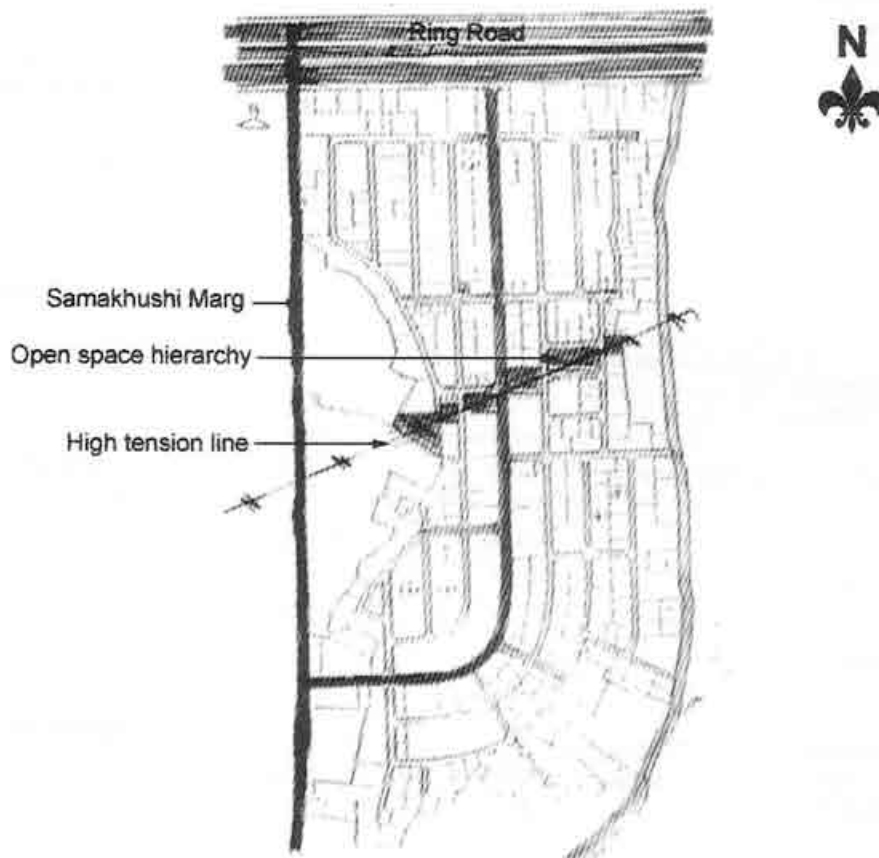 Ring Road
N
Samakhushi Marg
Open space hierarchy
High tension line